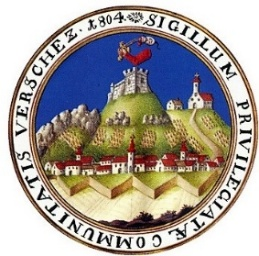 SIGILLUM PRIVILEGIATÆ COMMUNITATIS VERSCHEZ · 1804 ·